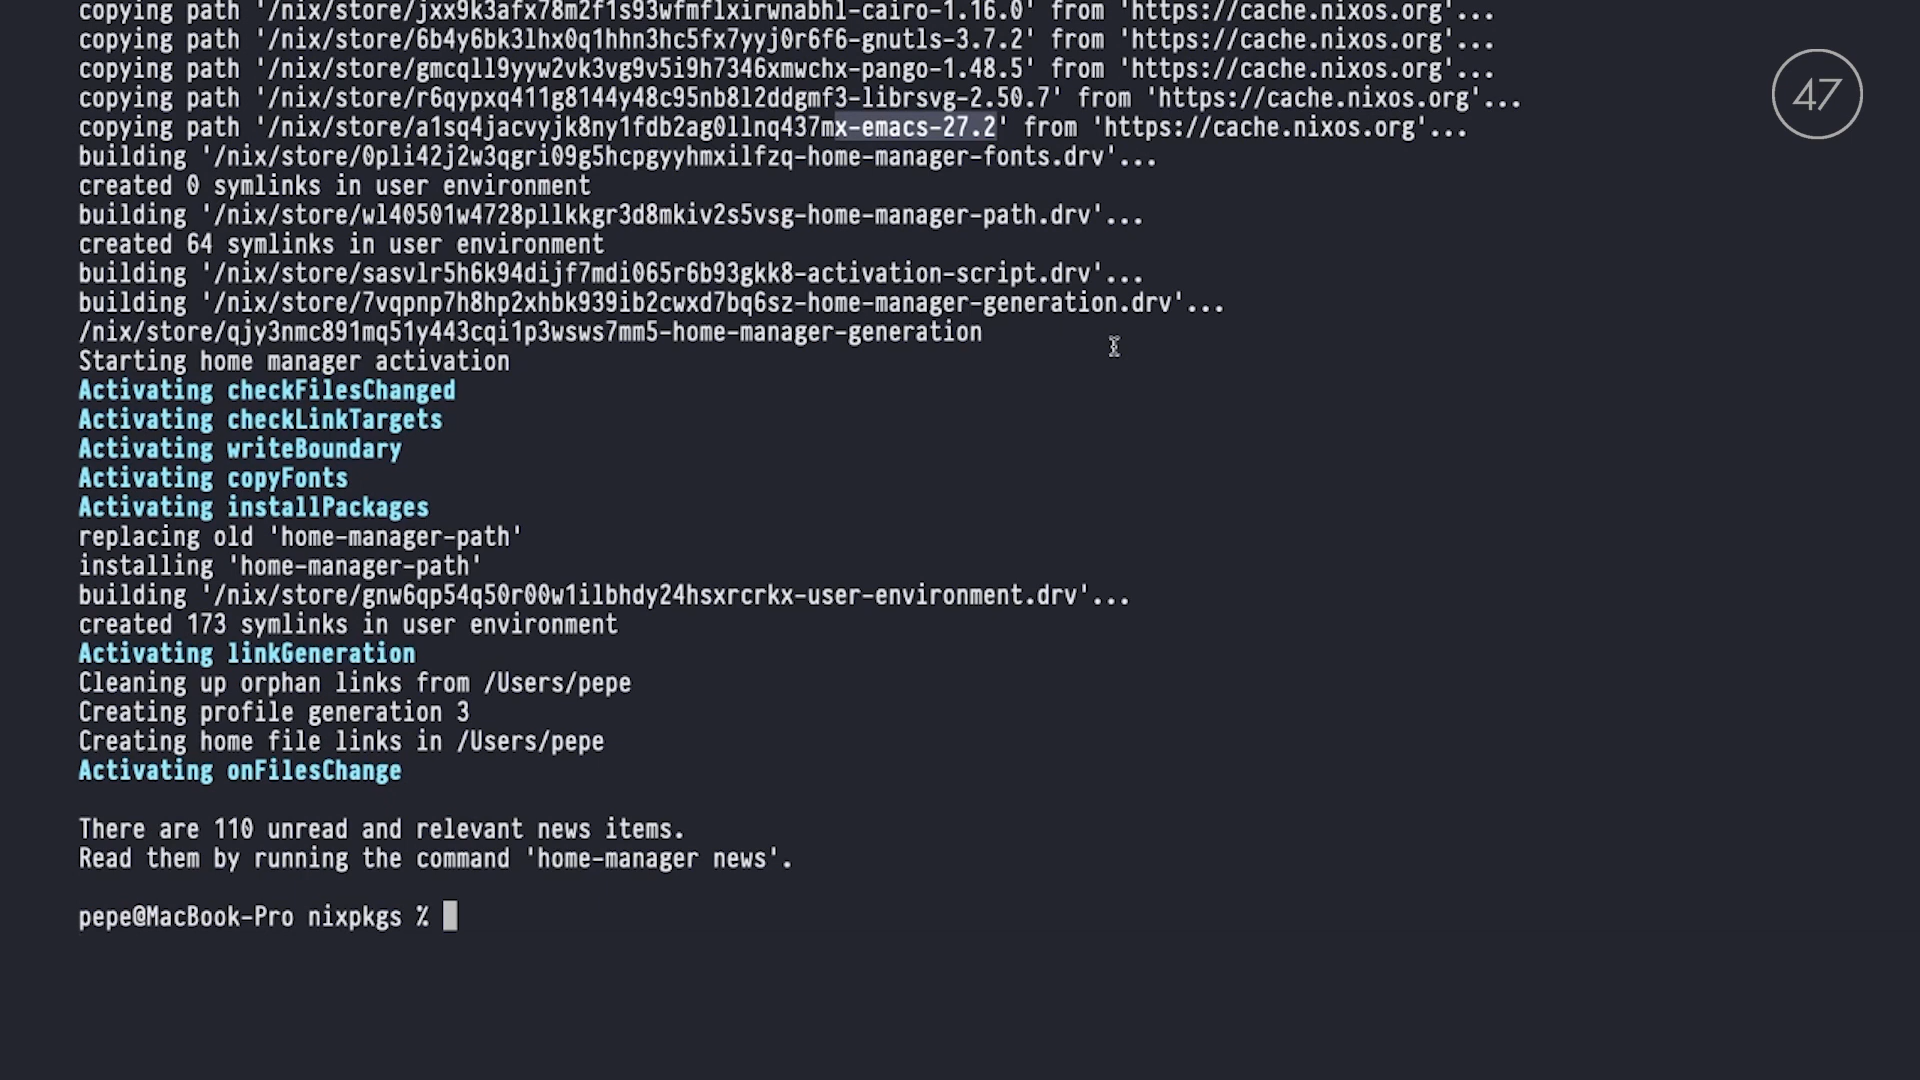 copying path '/nix/store/jxx9k3afx78m2f1s93wfmflxirwnabhl-cairo-1.16.0' from 'https://cache.nixos.org'...
copying path '/nix/store/6b4y6bk3lhx0q1hhn3hc5fx7yyj0r6f6-gnutls-3.7.2' from 'https://cache.nixos.org'...
copying path '/nix/store/gmcqll9yyw2vk3vg9v5i9h7346xmwchx-pango-1.48.5' from 'https://cache.nixos.org'...
copying path '/nix/store/r6qypxq411g8144y48c95nb8l2ddgmf3-librsvg-2.50.7' from 'https://cache.nixos.org'...
copying path '/nix/store/a1sq4jacvyjk8ny1fdb2ag0llnq437mx-emacs-27.2' from 'https://cache.nixos.org'...
building '/nix/store/0pli42j2w3qgri09g5hcpgyyhmxilfzq-home-manager-fonts.drv'...
created 0 symlinks in user environment
building '/nix/store/wl40501w4728pllkkgr3d8mkiv2s5vsg-home-manager-path.drv'...
created 64 symlinks in user environment
building '/nix/store/sasvlr5h6k94dijf7mdi065r6b93gkk8-activation-script.drv'...
building '/nix/store/7vqpnp7h8hp2xhbk939ib2cwxd7bq6sz-home-manager-generation.drv'...
/nix/store/qjy3nmc891mq51y443cqi1p3wsws7mm5-home-manager-generation
Starting home manager activation
Activating checkFilesChanged
Activating checkLinkTargets
Activating writeBoundary
Activating copyFonts
Activating installPackages
replacing old 'home-manager-path'
installing 'home-manager-path'
building '/nix/store/gnw6qp54q50r00w1ilbhdy24hsxrcrkx-user-environment.drv'...
created 173 symlinks in user environment
Activating linkGeneration
Cleaning up orphan links from /Users/pepe
Creating profile generation 3
Creating home file links in /Users/pepe
Activating onFilesChange
There are 110 unread and relevant news items.
Read them by running the command 'home-manager news'.
pepe@MacBook-Pro nixpkgs %
47